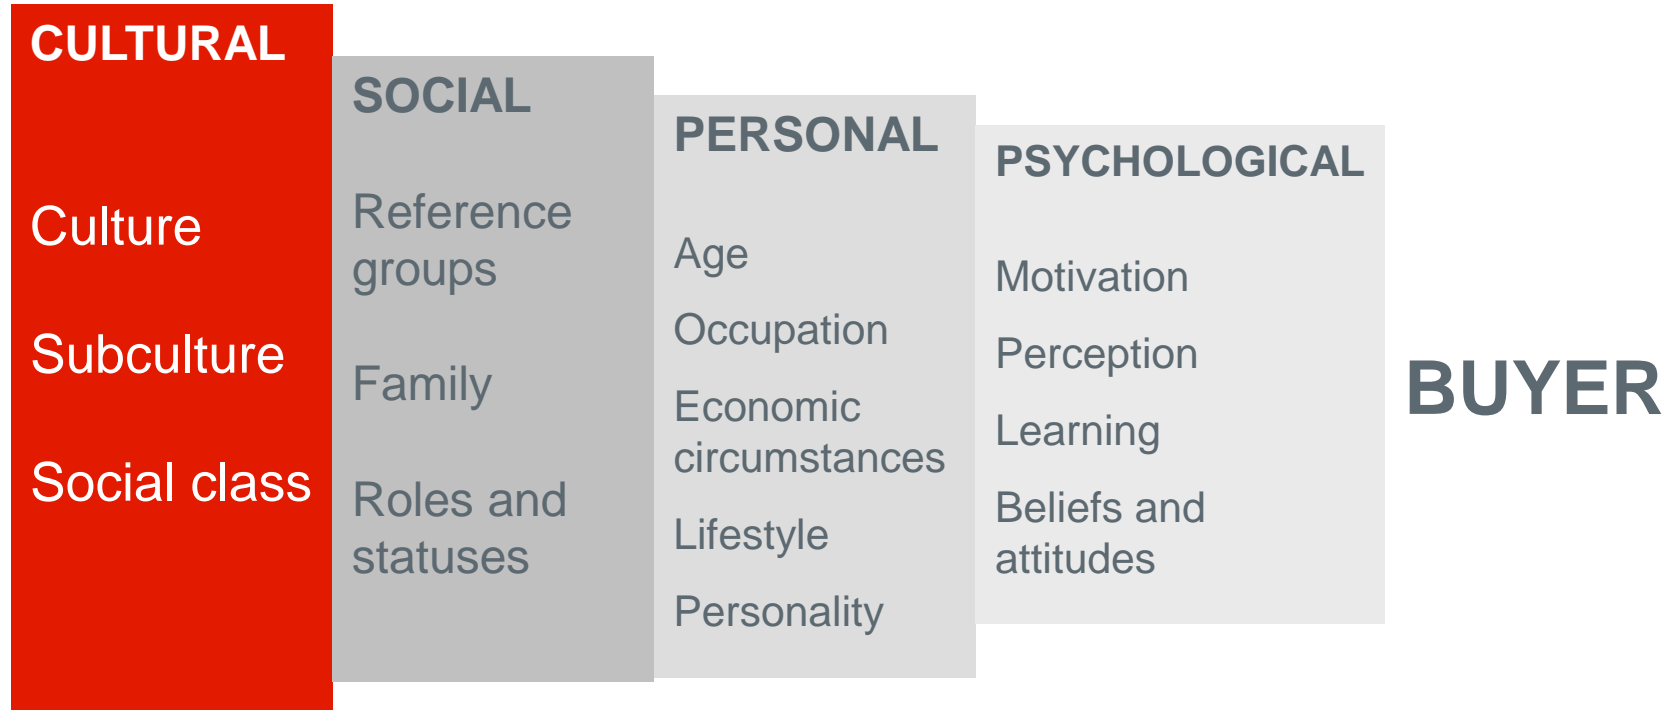 CULTURAL
Culture
Subculture
Social class
SOCIAL
Reference
groups
Family
Roles and
statuses
PERSONAL
Age
Occupation
Economic
circumstances
Lifestyle
Personality
PSYCHOLOGICAL
Motivation
Perception
Learning
Beliefs and
attitudes
BUYER